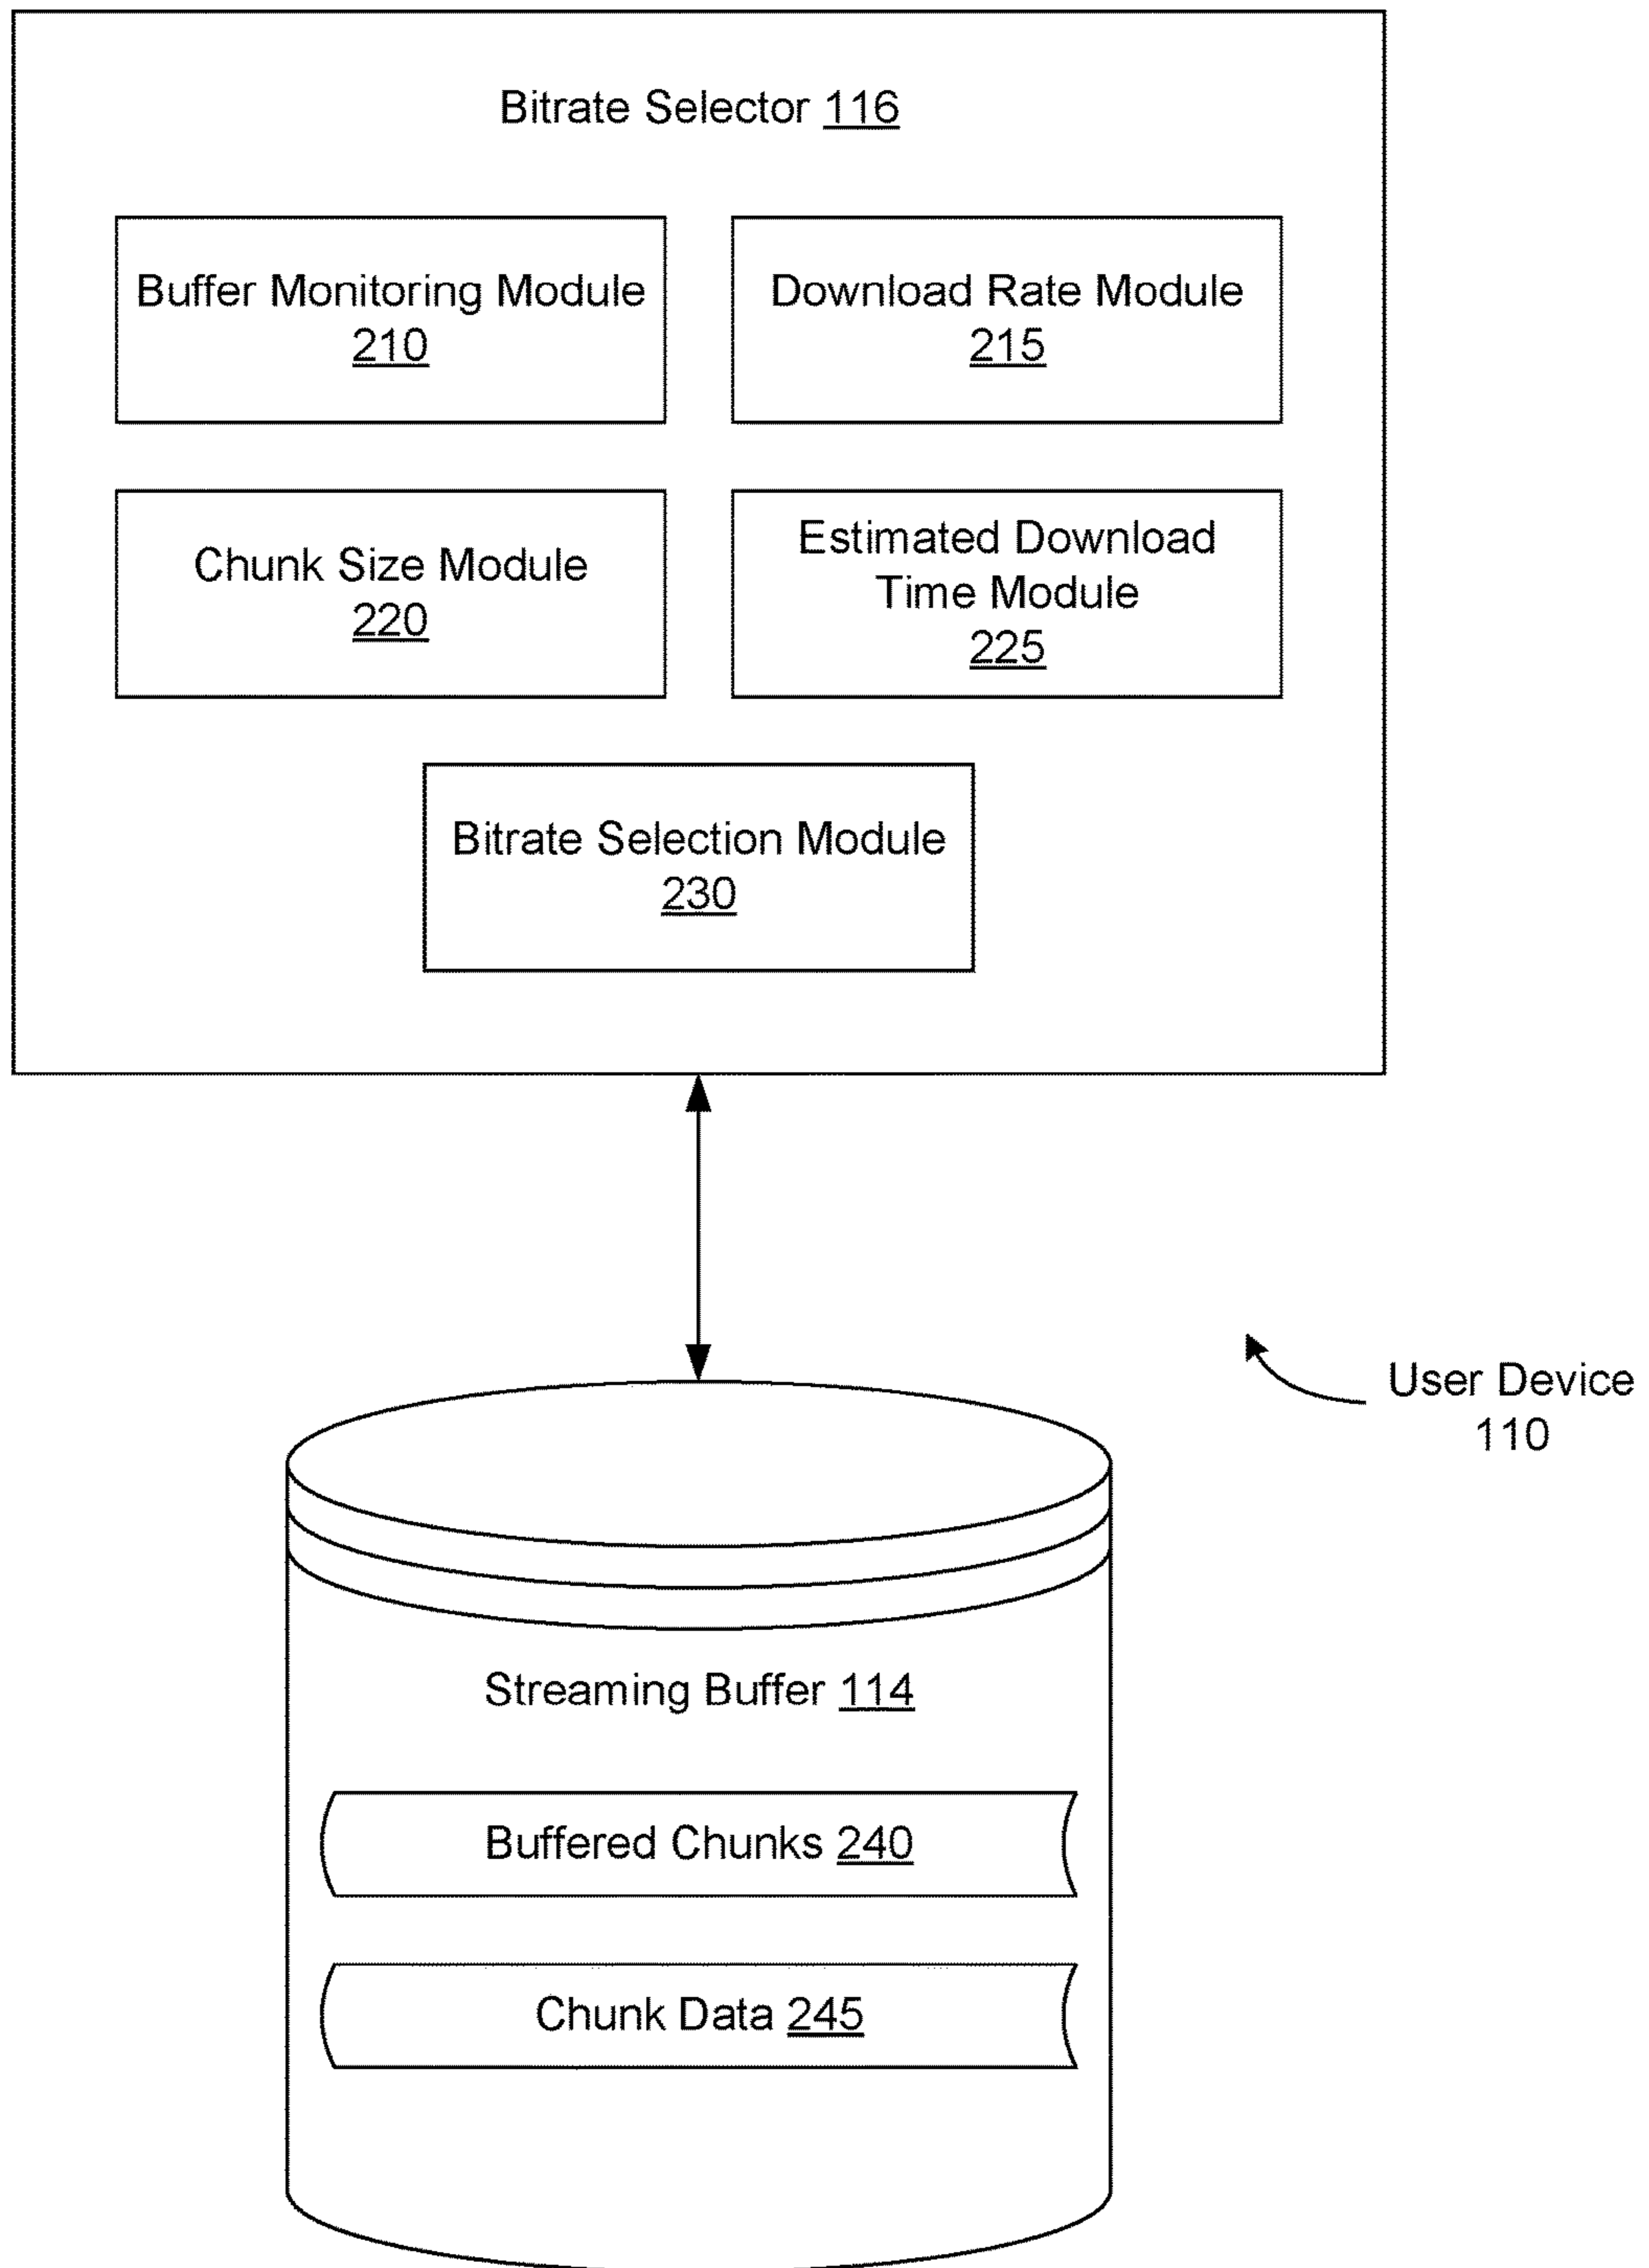 Bitrate Selector 116
Buffer Monitoring Module
210
Download Rate Module
215
Chunk Size Module
220
Estimated Download
Time Module
225
Bitrate Selection Module
230
User Device
110
Streaming Buffer 114
Buffered Chunks 240
Chunk Data 245